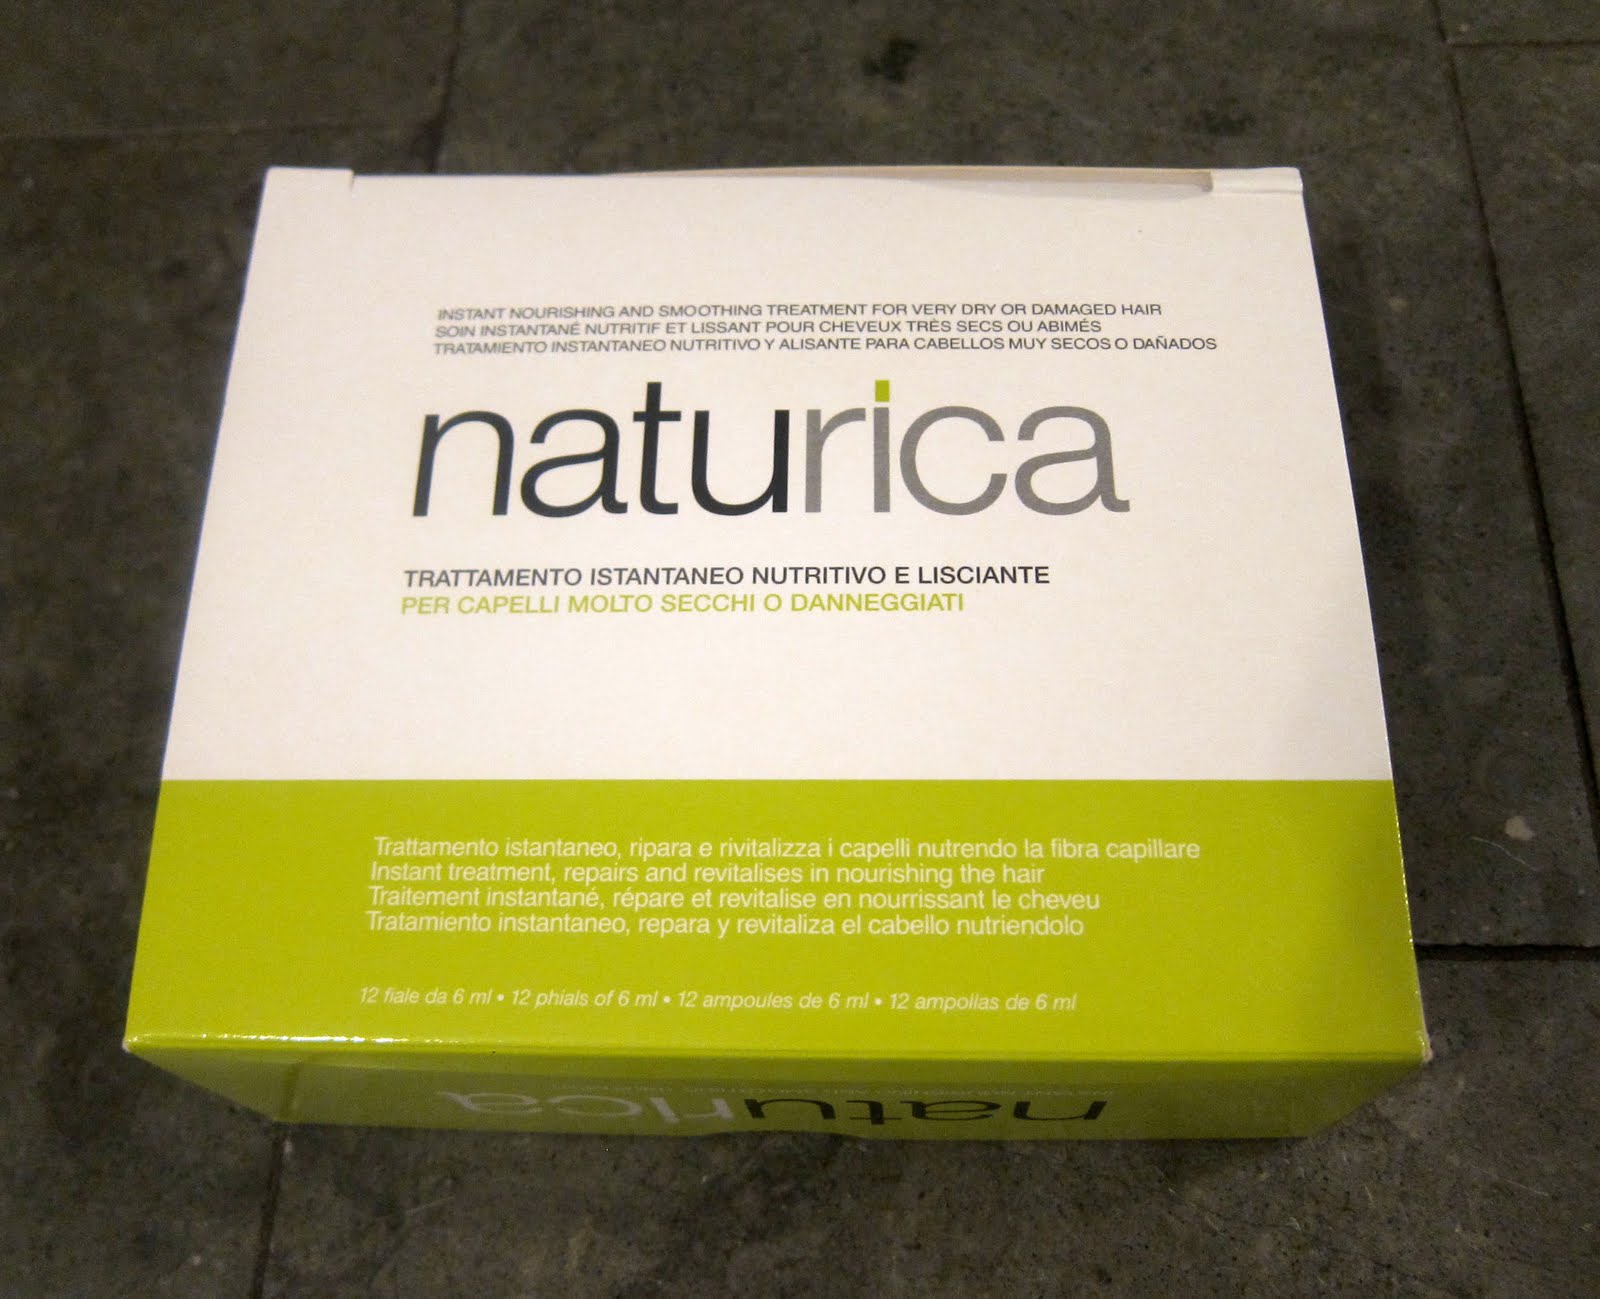 INSTANT NOURISHING AND SMOOTHING TREATMENT FOR VERY DRY OR DAMAGED HAIR
SOIN INSTANTANÉ NUTRITIF ET LISSANT POUR CHEVEUX TRÈS SECS OU ABIMÉS
TRATAMIENTO INSTANTANEO NUTRITIVO Y ALISANTE PARA CABELLOS MUY SECOS O DAÑADOS
naturica
TRATTAMENTO ISTANTANEO NUTRITIVO E LISCIANTE
PER CAPELLI MOLTO SECCHI O DANNEGGIATI
Trattamento istantaneo, ripara e rivitalizza i capelli nutrendo la fibra capillare
Instant treatment, repairs and revitalises in nourishing the hair
Traitement instantané, répare et revitalise en nourrissant le cheveu
Tratamiento instantaneo, repara y revitaliza el cabello nutriendolo
12 fiale da 6 ml • 12 phials of 6 ml • 12 ampoules de 6 ml • 12 ampollas de 6 ml
naturica